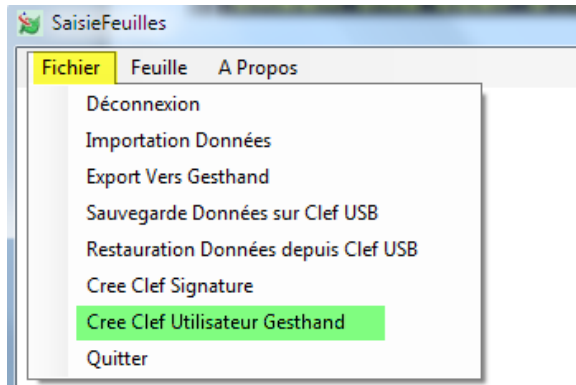 SaisieFeuilles
Fichier Feuille A Propos
Déconnexion
Importation Données
Export Vers Gesthand
Sauvegarde Données sur Clef USB
Restauration Données depuis Clef USB
Cree Clef Signature
Cree Clef Utilisateur Gesthand
Quitter